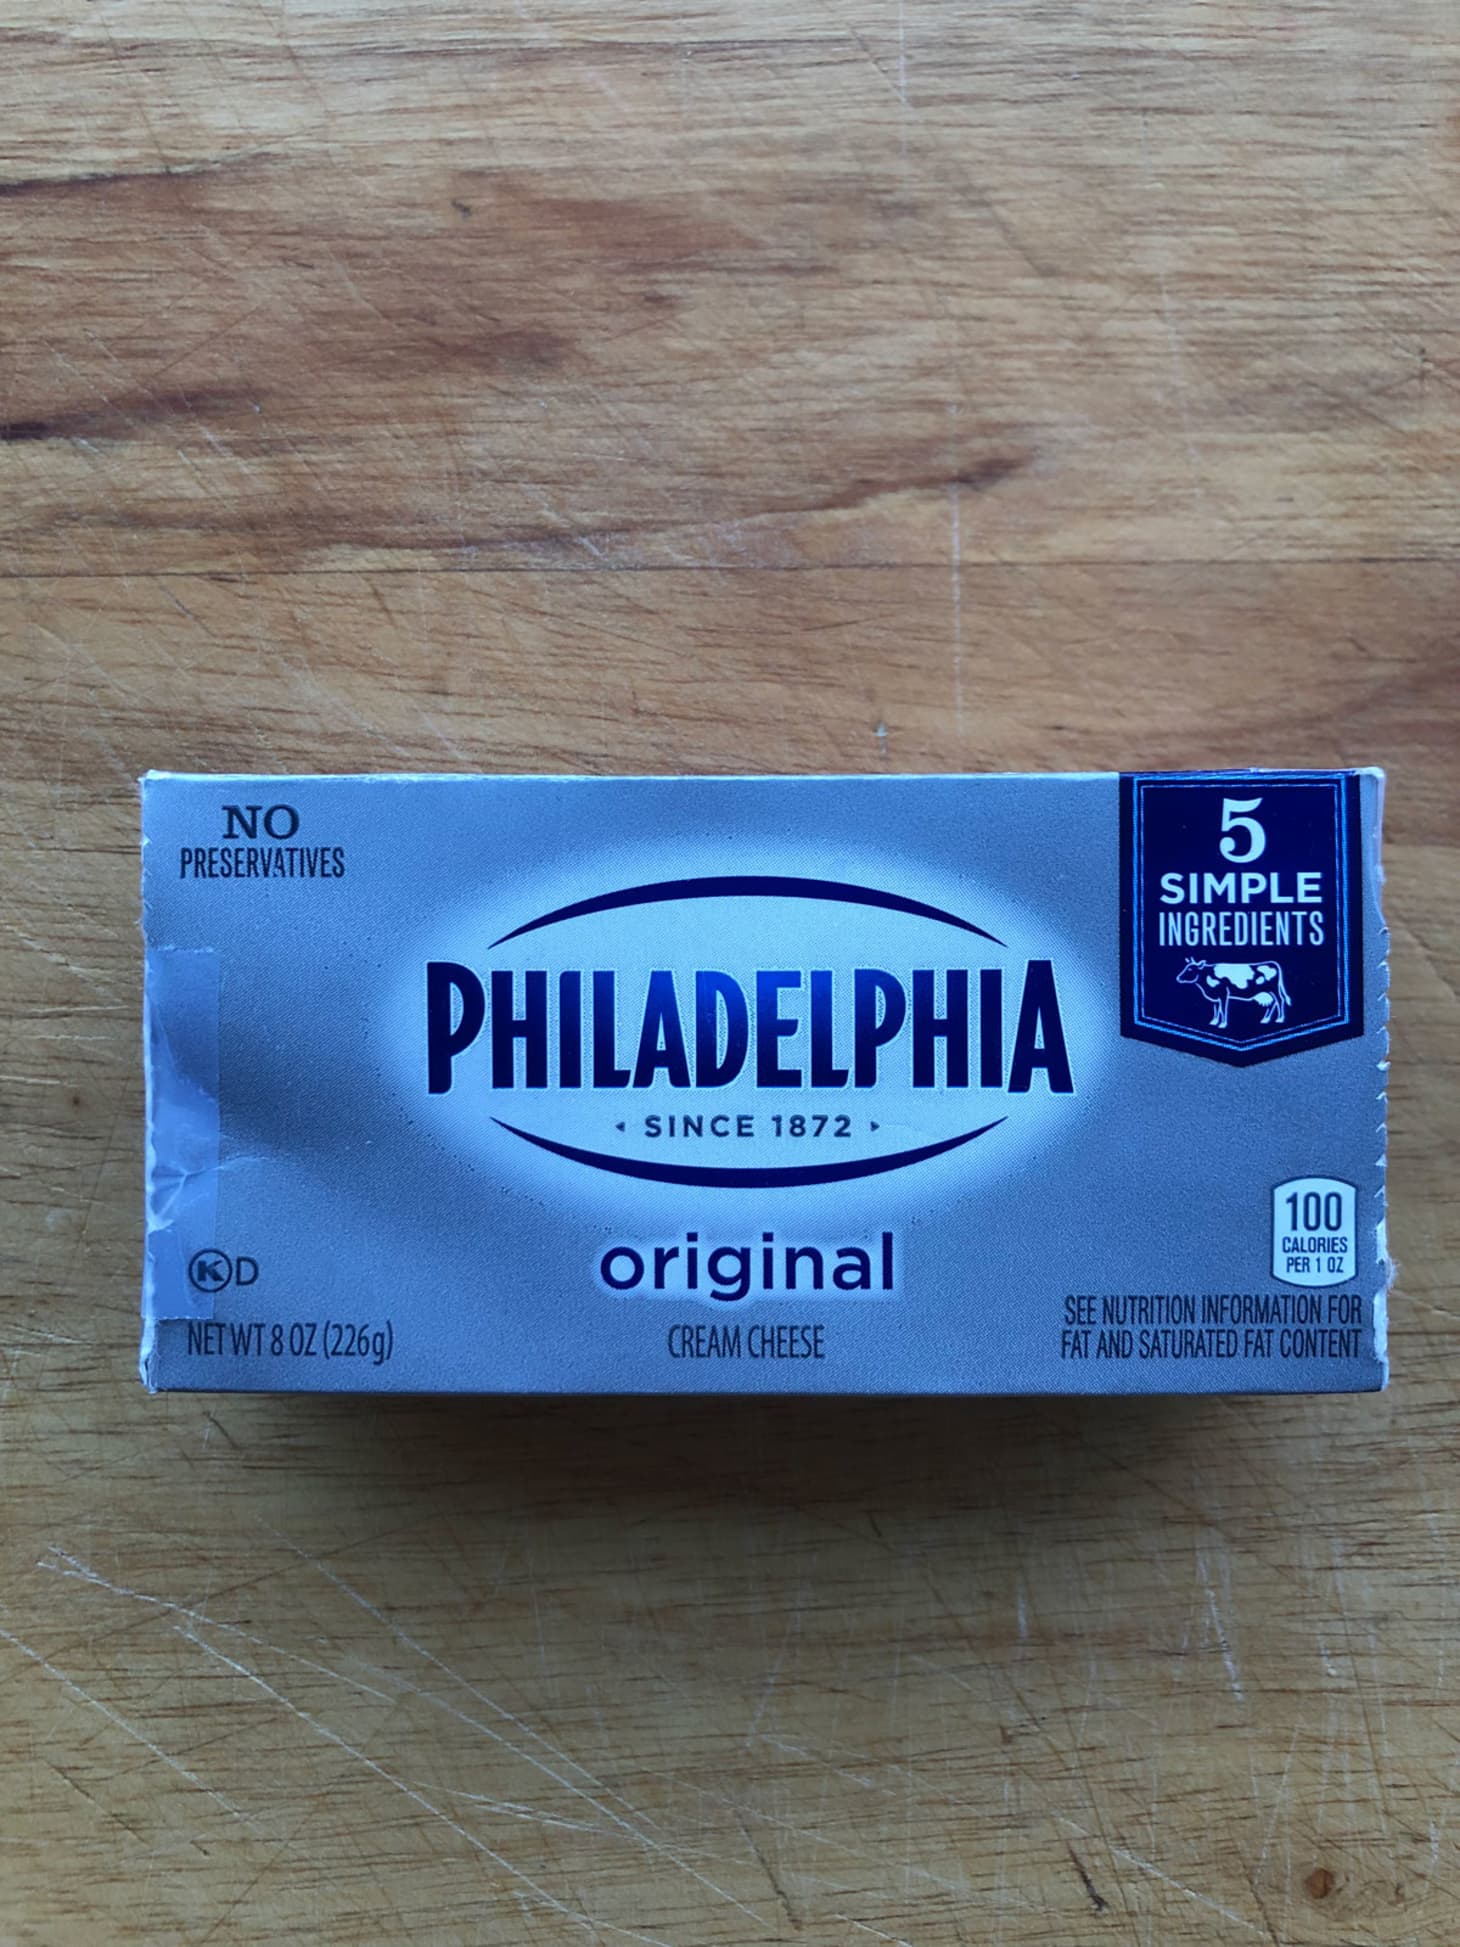 NO
PRESERVATIVES
5
SIMPLE
INGREDIENTS
PHILADELPHIA
SINCE 1872
original
CREAM CHEESE
K D
NET WT 8 OZ (226g)
100
CALORIES
PER 1 OZ
SEE NUTRITION INFORMATION FOR
FAT AND SATURATED FAT CONTENT